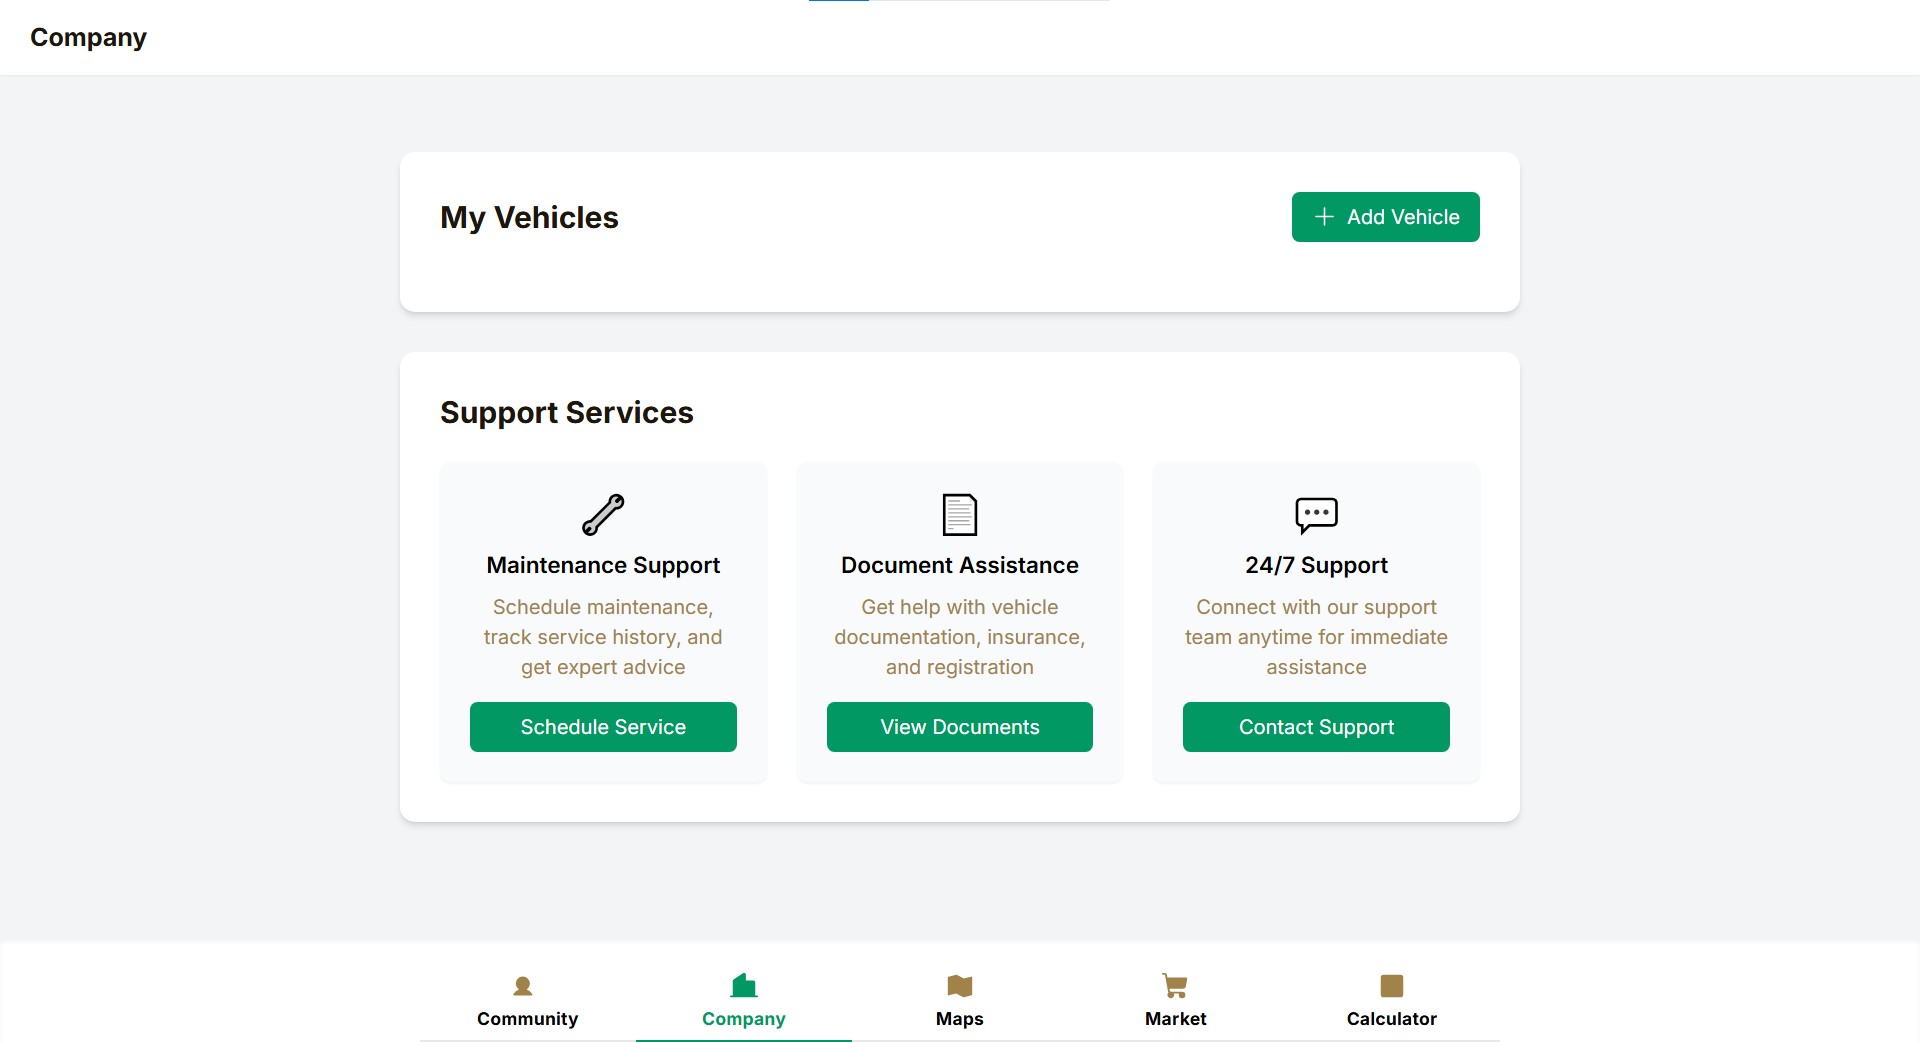 Company
My Vehicles
Add Vehicle
Support Services
Maintenance Support
Schedule maintenance,
track service history, and
get expert advice
Schedule Service
Document Assistance
Get help with vehicle
documentation, insurance,
and registration
View Documents
24/7 Support
Connect with our support
team anytime for immediate
assistance
Contact Support
Community
Company
Maps
Market
Calculator